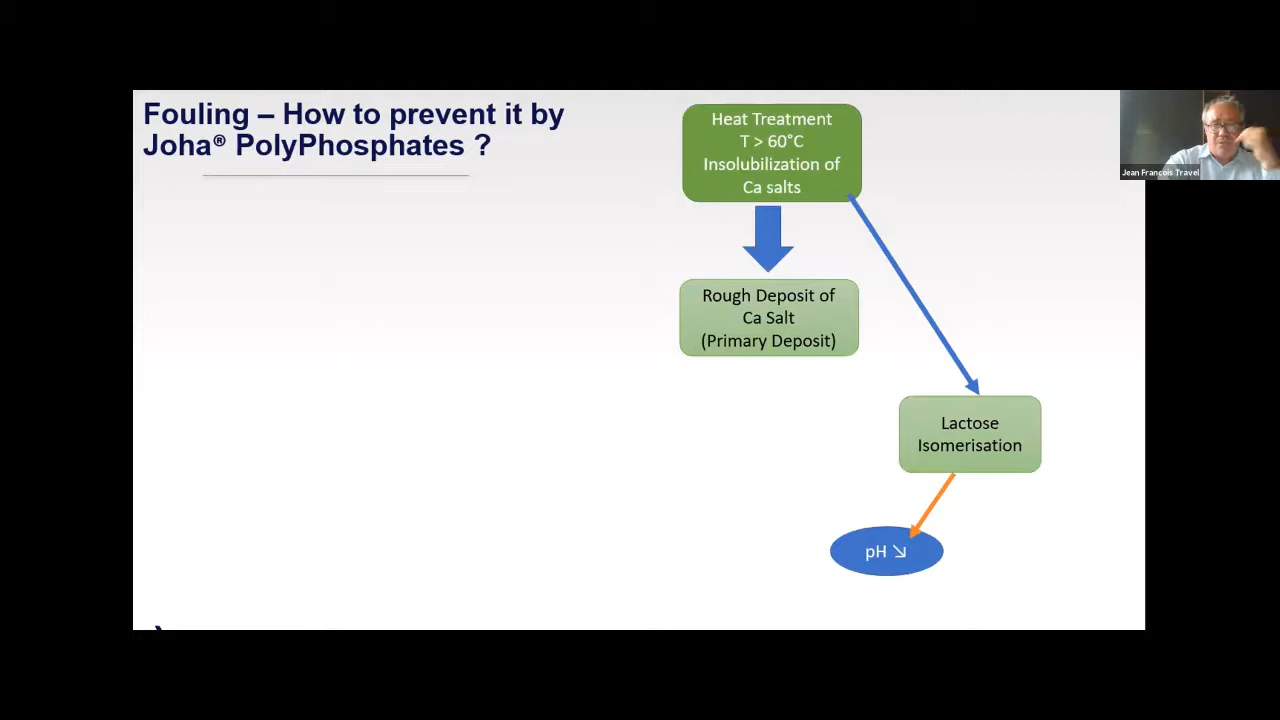 Fouling – How to prevent it by
Joha® PolyPhosphates ?
Heat Treatment
T > 60°C
Insolubilization of
Ca salts
Rough Deposit of
Ca Salt
(Primary Deposit)
Lactose
Isomerisation
pH ↘
Jean François Travel